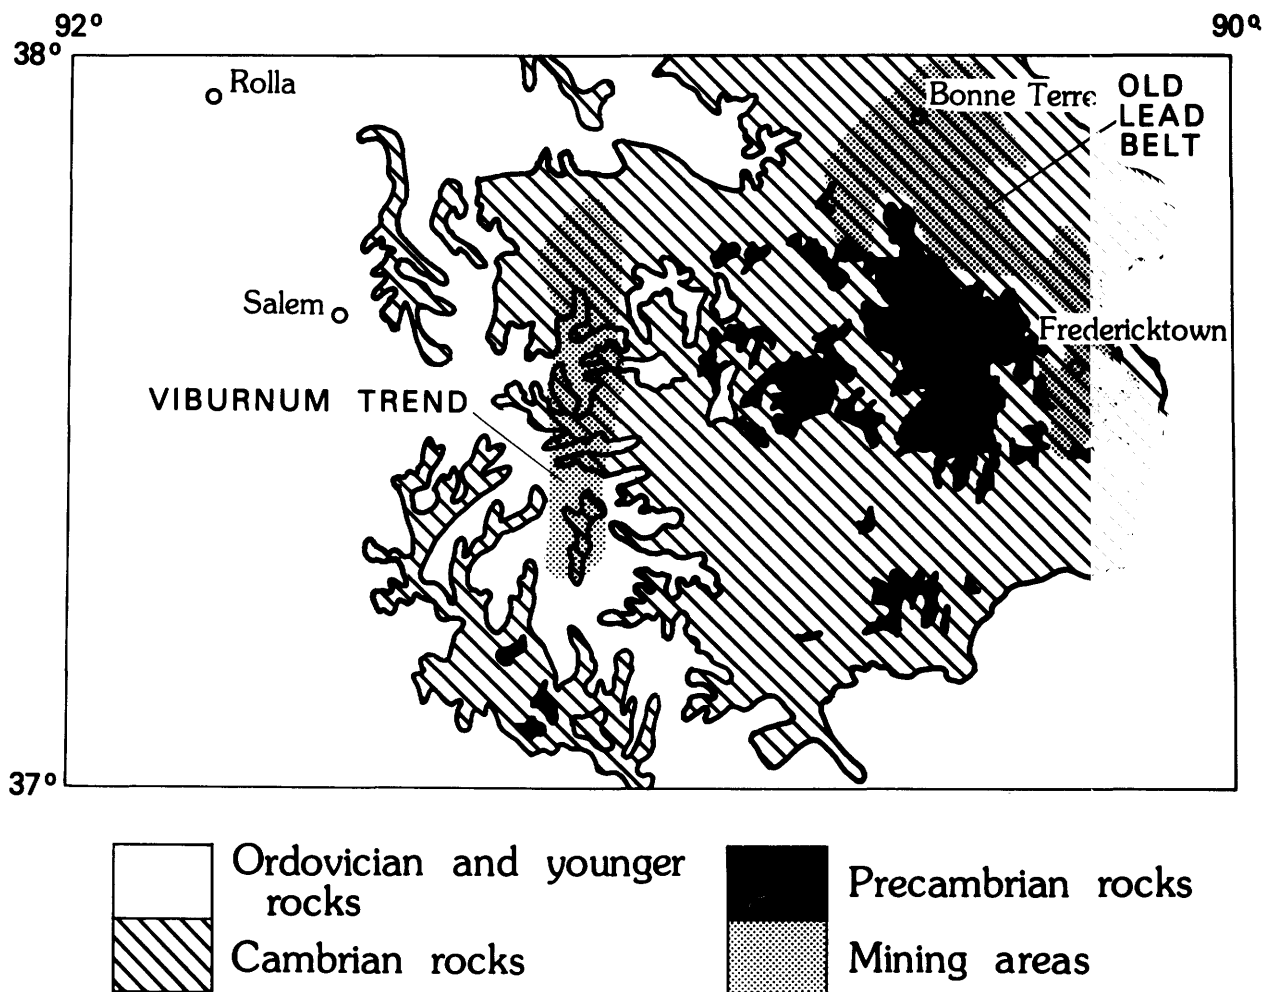 92°
90°
38°
Rolla
Bonne Terre
OLD
LEAD
BELT
Salem
Fredericktown
VIBURNUM TREND
37°
Ordovician and younger
rocks
Cambrian rocks
Precambrian rocks
Mining areas